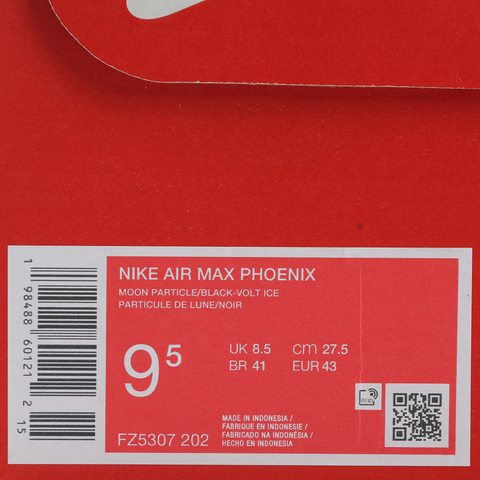 NIKE AIR MAX PHOENIX
MOON PARTICLE/BLACK-VOLT ICE
PARTICULE DE LUNE/NOIR
9⁵
UK 8.5 cm 27.5
BR 41 EUR 43
FZ5307 202
MADE IN INDONESIA /
FABRIQUE EN INDONESIE /
FABRICADO NA INDONÉSIA /
HECHO EN INDONESIA
1 98488 60121 2 15